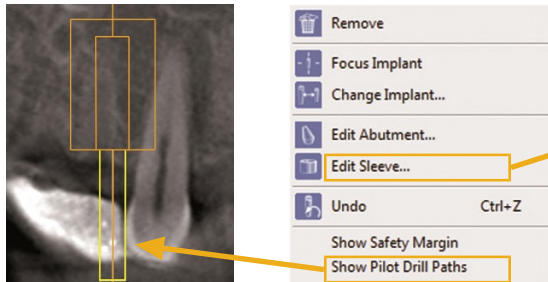 Remove
Focus Implant
Change Implant...
Edit Abutment...
Edit Sleeve...
Undo Ctrl+Z
Show Safety Margin
Show Pilot Drill Paths